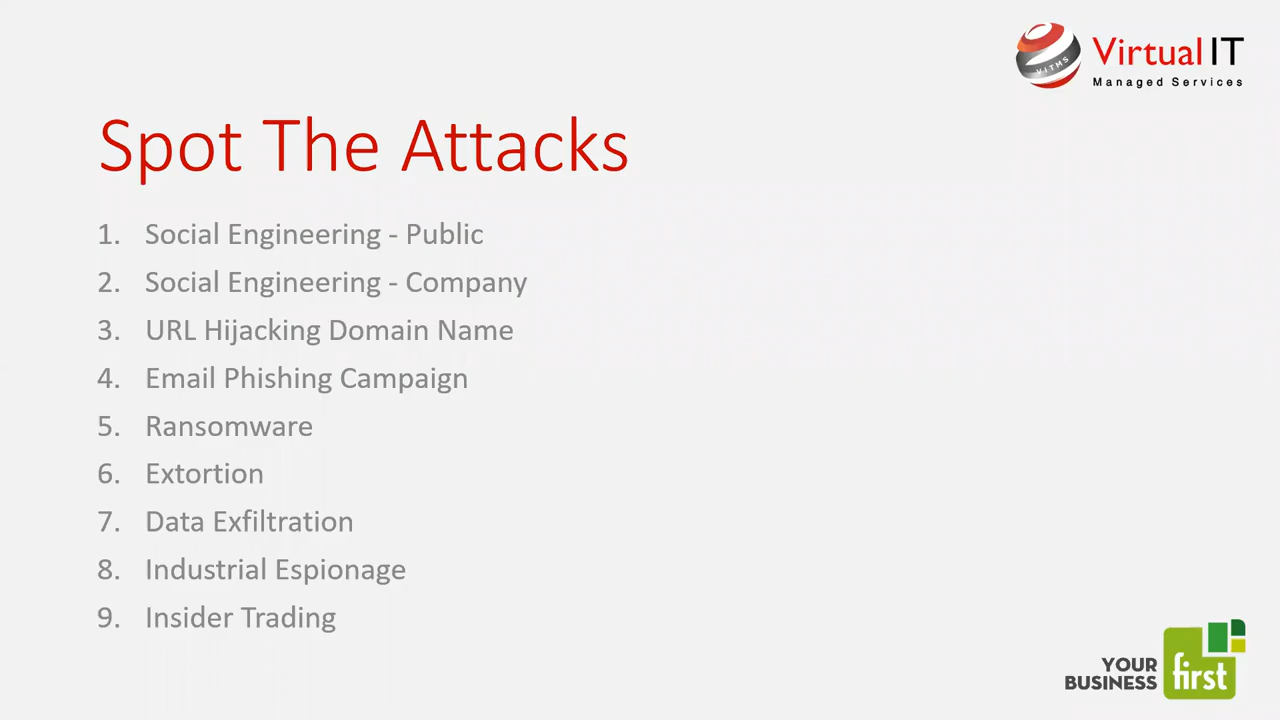 VITMS
Virtual IT
Managed Services
Spot The Attacks
1. Social Engineering - Public
2. Social Engineering - Company
3. URL Hijacking Domain Name
4. Email Phishing Campaign
5. Ransomware
6. Extortion
7. Data Exfiltration
8. Industrial Espionage
9. Insider Trading
YOUR
BUSINESS
first